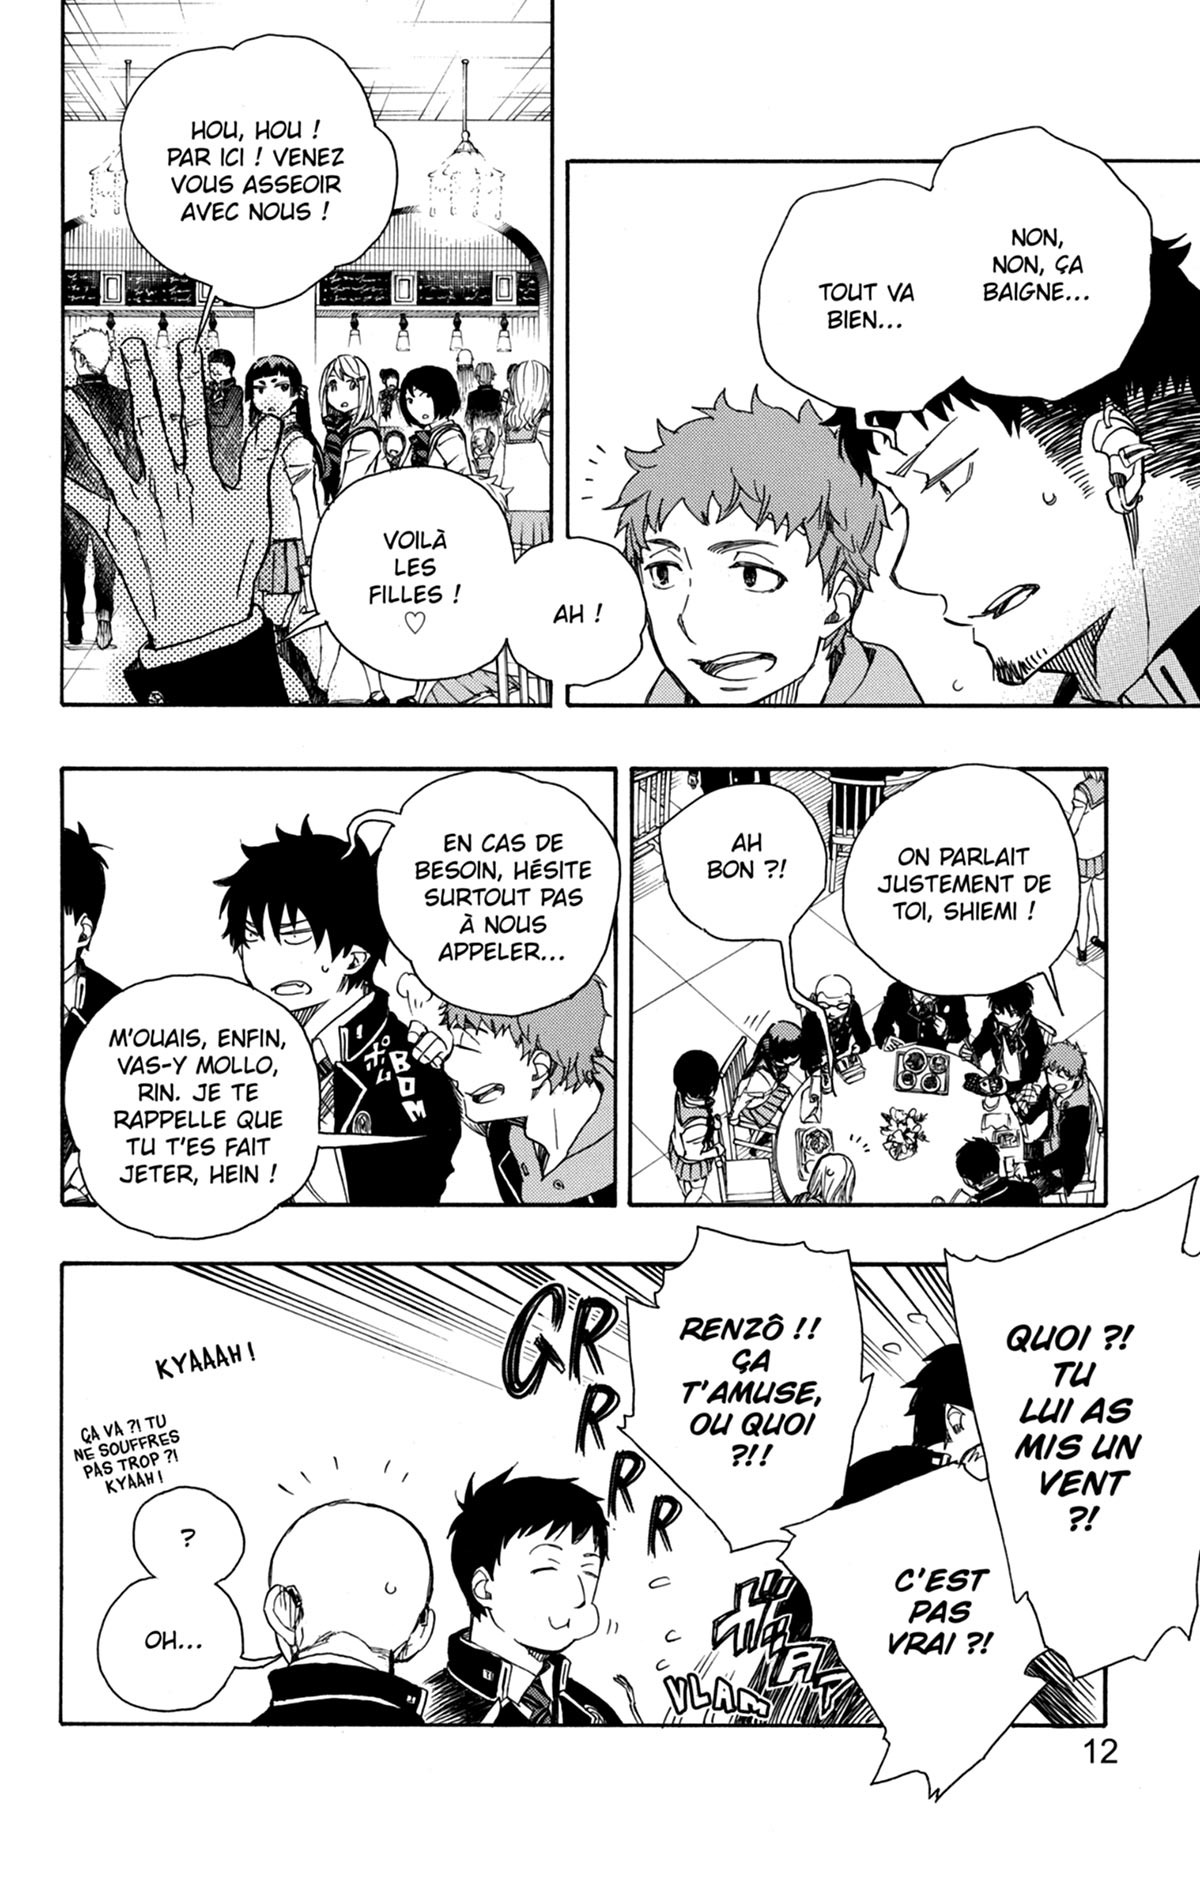 NON,
NON, ÇA
BAIGNE...
TOUT VA
BIEN...
AH !
VOILÀ
LES
FILLES !
♡
HOU, HOU !
PAR ICI ! VENEZ
VOUS ASSEOIR
AVEC NOUS !
ON PARLAIT
JUSTEMENT DE
TOI, SHIEMI !
AH
BON ?!
EN CAS DE
BESOIN, HÉSITE
SURTOUT PAS
À NOUS
APPELER...
ポム
BOM
M'OUAIS, ENFIN,
VAS-Y MOLLO,
RIN. JE TE
RAPPELLE QUE
TU T'ES FAIT
JETER, HEIN !
QUOI ?!
TU
LUI AS
MIS UN
VENT
?!
C'EST
PAS
VRAI ?!
RENZÔ !!
ÇA
T'AMUSE,
OU QUOI
?!!
GRRRRR
VLAM
KYAAAH !
ÇA VA ?! TU
NE SOUFFRES
PAS TROP ?!
KYAAH !
?
OH...
12